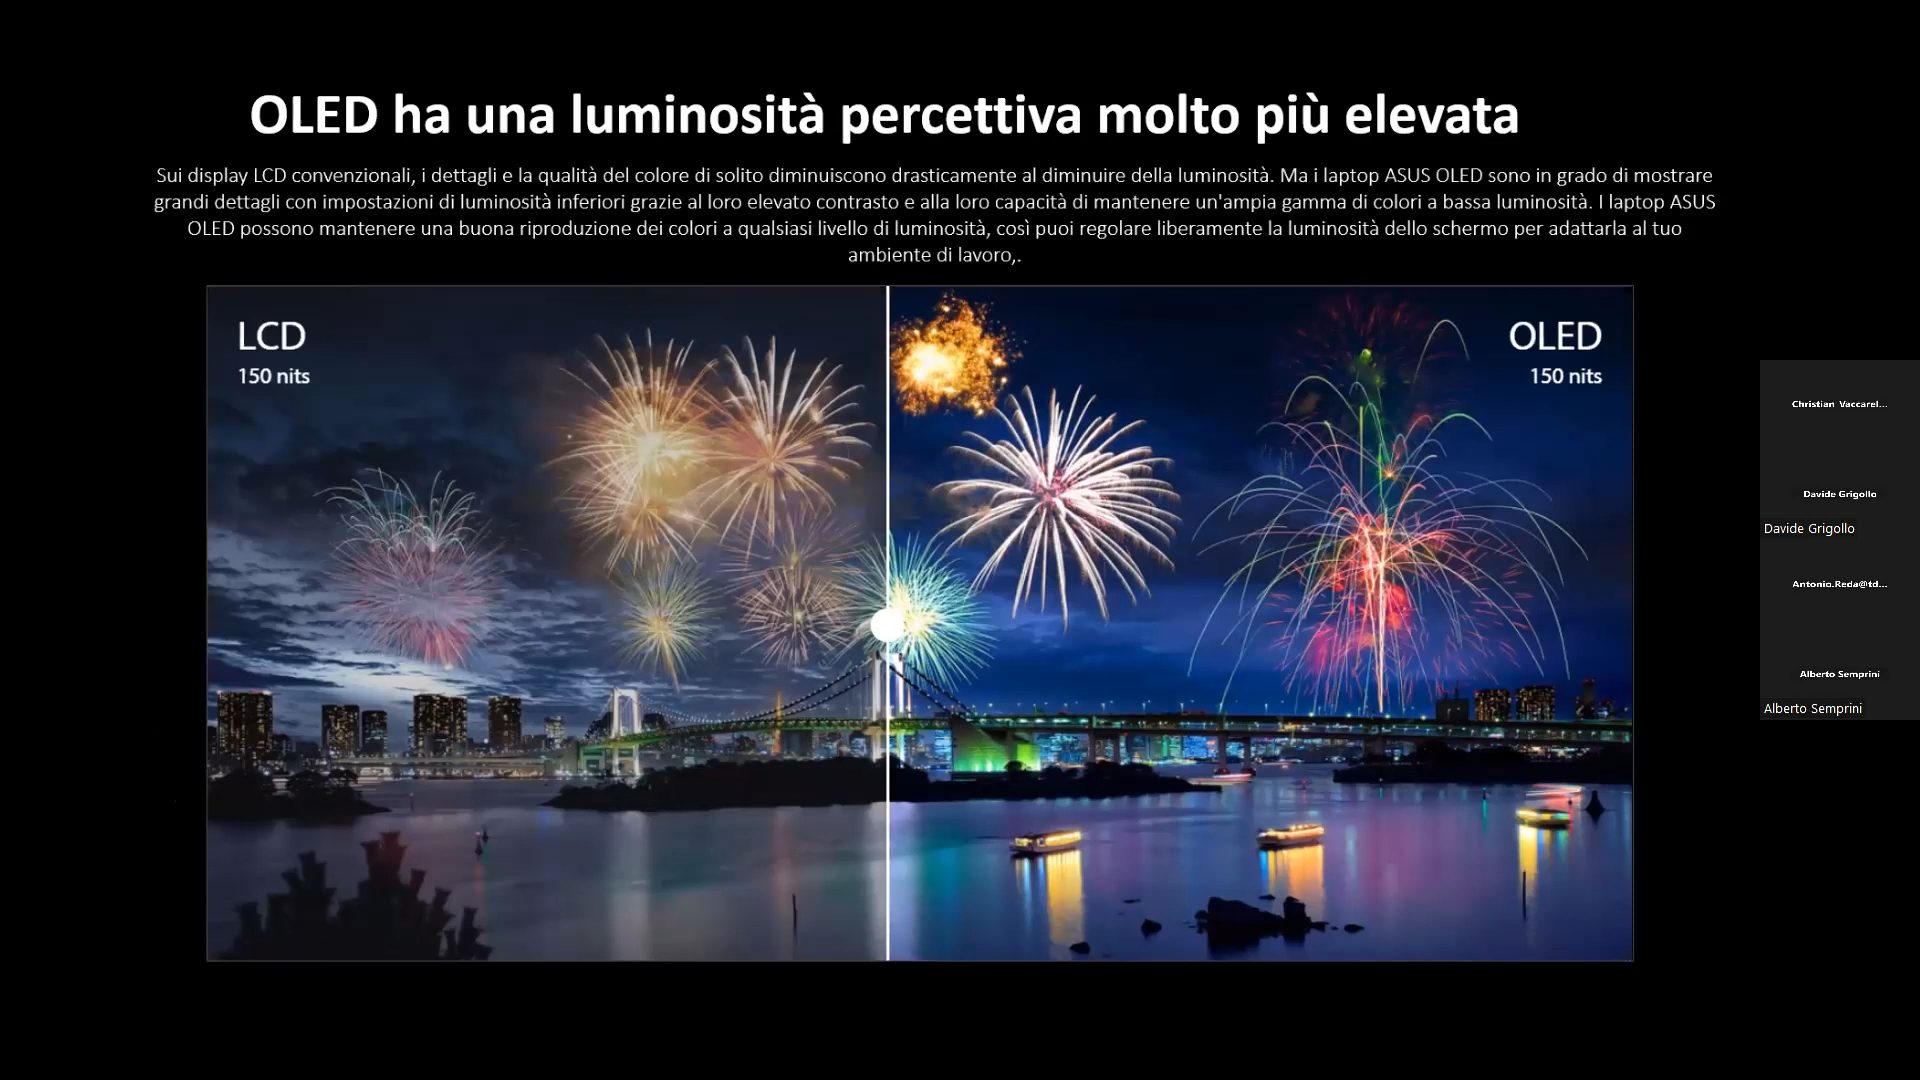 OLED ha una luminosità percettiva molto più elevata
Sui display LCD convenzionali, i dettagli e la qualità del colore di solito diminuiscono drasticamente al diminuire della luminosità. Ma i laptop ASUS OLED sono in grado di mostrare
grandi dettagli con impostazioni di luminosità inferiori grazie al loro elevato contrasto e alla loro capacità di mantenere un'ampia gamma di colori a bassa luminosità. I laptop ASUS
OLED possono mantenere una buona riproduzione dei colori a qualsiasi livello di luminosità, così puoi regolare liberamente la luminosità dello schermo per adattarla al tuo
ambiente di lavoro,.
LCD
150 nits
OLED
150 nits
Christian Vaccarel...
Davide Grigollo
Davide Grigollo
Antonio.Reda@td...
Alberto Semprini
Alberto Semprini